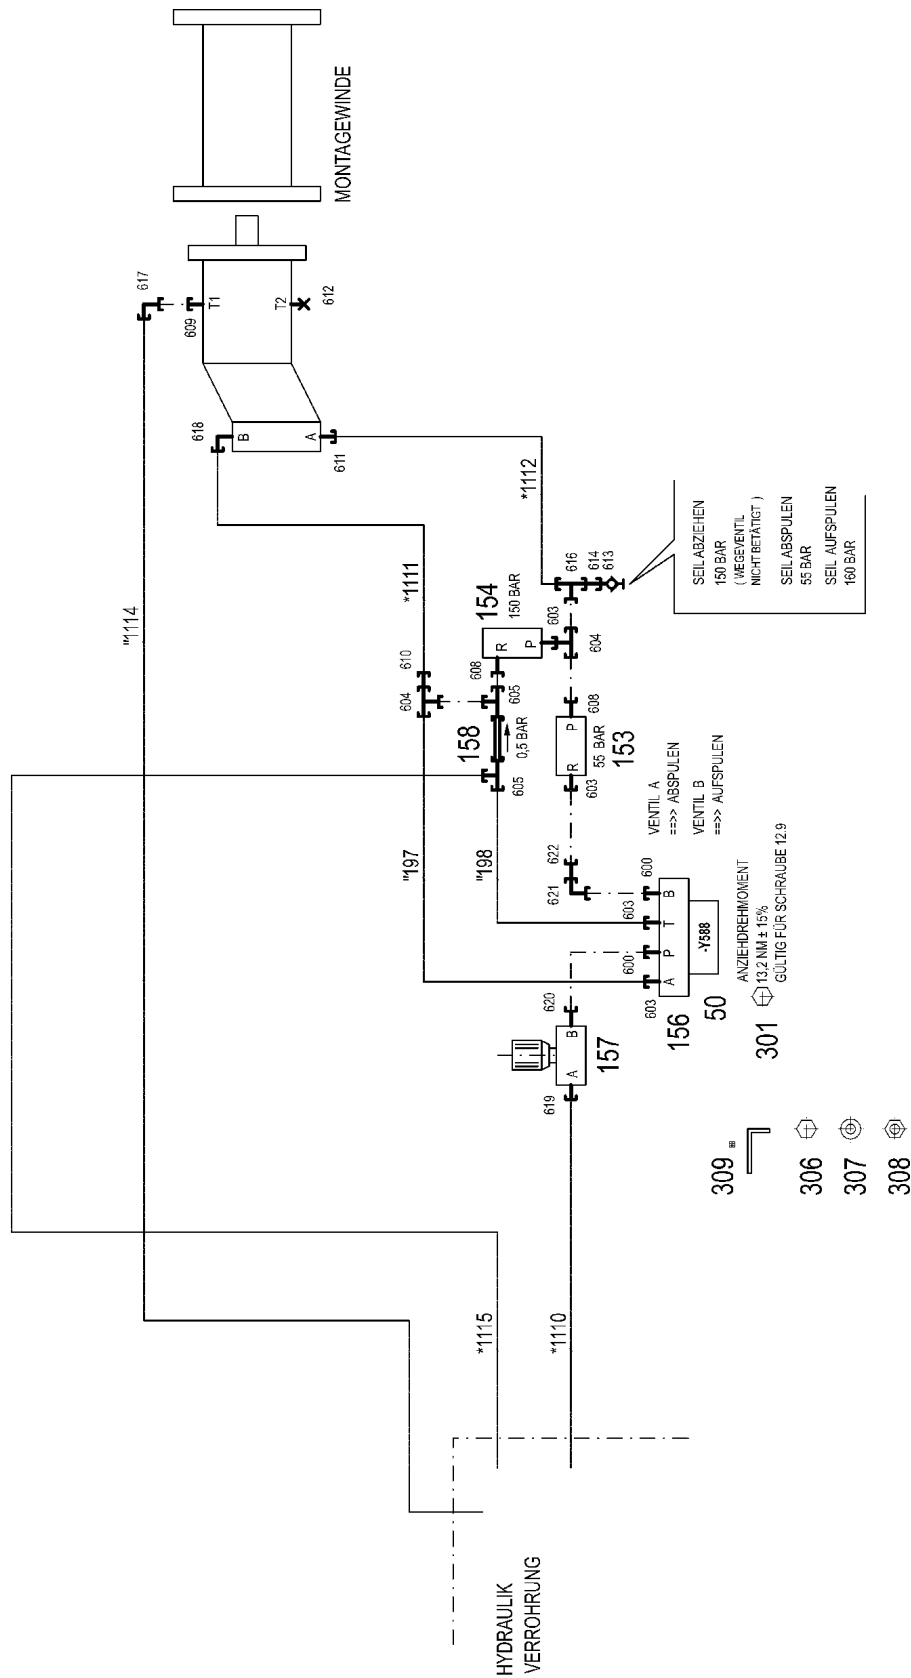 MONTAGEWINDE
617
609
T1
T2
612
618
B
A
611
"1114
*1111
*1112
154
150 BAR
R
P
603
616
614
613
SEIL ABZIEHEN
150 BAR
( WEGEVENTIL
NICHT BETÄTIGT )
SEIL ABSPULEN
55 BAR
SEIL AUFSPULEN
160 BAR
610
604
608
605
604
158
0,5 BAR
605
608
P
R
55 BAR
153
603
"197
"198
622
621
VENTIL A
==>> ABSPULEN
VENTIL B
==>> AUFSPULEN
600
603
600
603
B
T
P
A
-Y588
156
50
ANZIEHDREHMOMENT
13,2 NM ± 15%
GÜLTIG FÜR SCHRAUBE 12.9
301
620
B
A
157
619
309
306
307
308
*1115
*1110
HYDRAULIK
VERROHRUNG